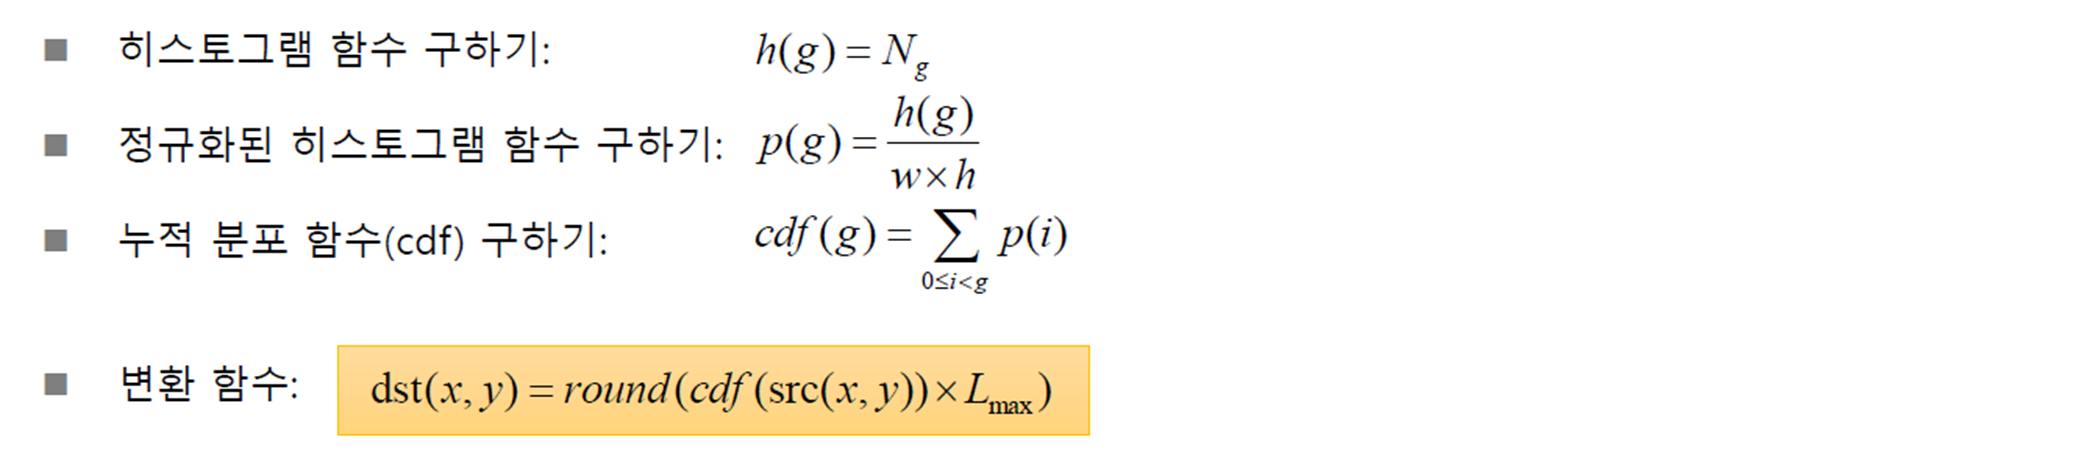 ■ 히스토그램 함수 구하기: h(g) = N_g
■ 정규화된 히스토그램 함수 구하기: p(g) = h(g) / (w×h)
■ 누적 분포 함수(cdf) 구하기: cdf(g) = ∑_{0≤i<g} p(i)
■ 변환 함수: dst(x, y) = round(cdf(src(x, y))×L_max)